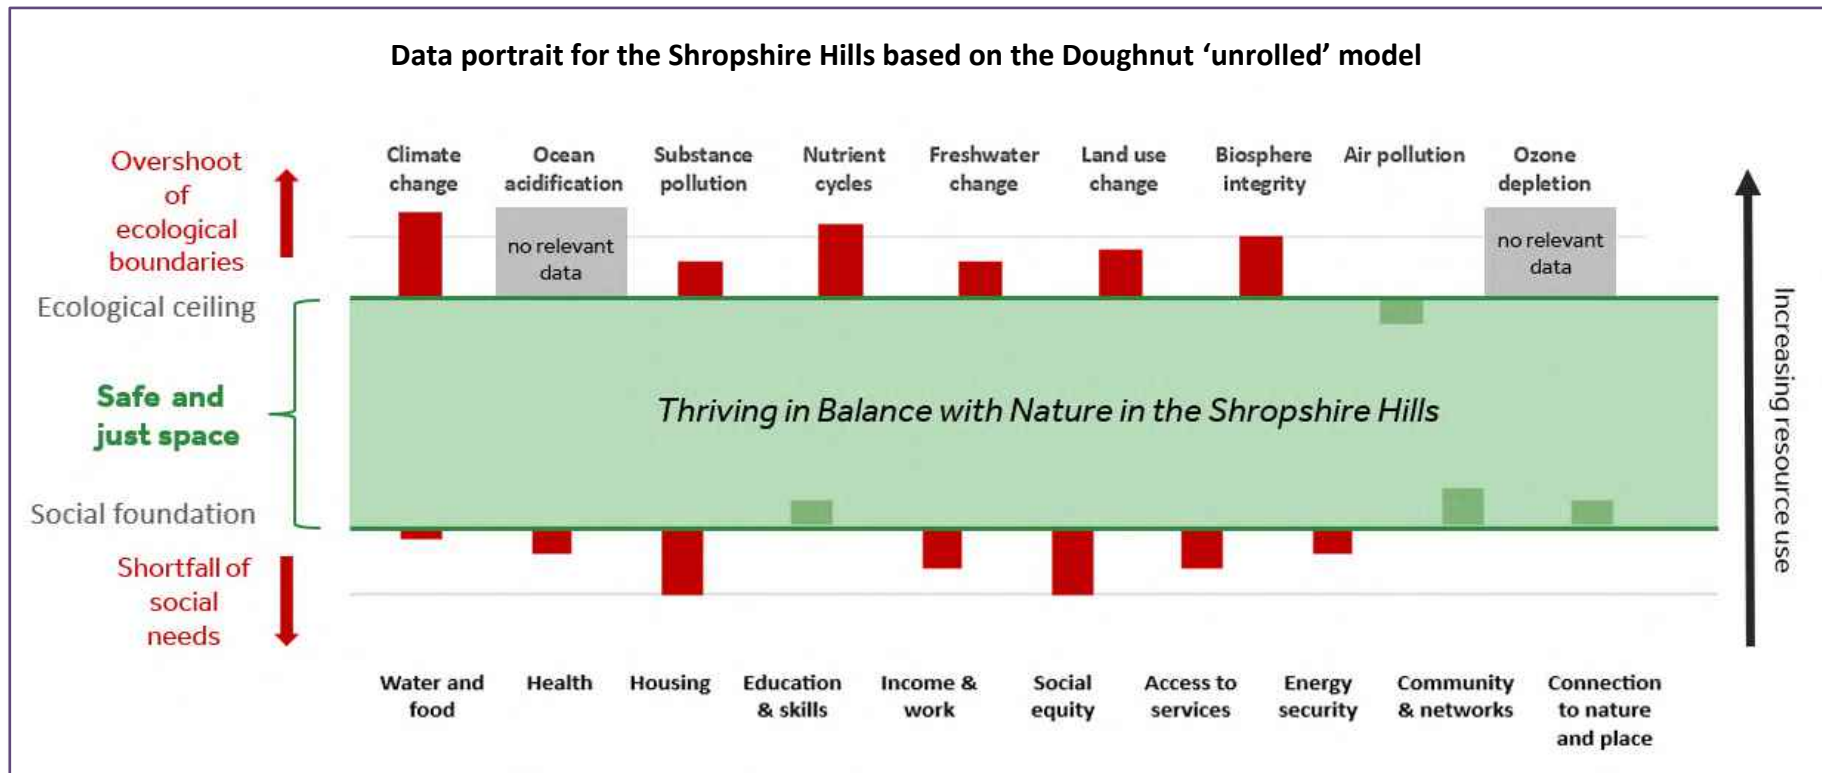 Data portrait for the Shropshire Hills based on the Doughnut ‘unrolled’ model
Overshoot
of
ecological
boundaries
Climate
change
Ocean
acidification
Substance
pollution
Nutrient
cycles
Freshwater
change
Land use
change
Biosphere
integrity
Air pollution
Ozone
depletion
no relevant
data
no relevant
data
Ecological ceiling
Safe and
just space
Thriving in Balance with Nature in the Shropshire Hills
Increasing resource use
Social foundation
Shortfall of
social
needs
Water and
food
Health
Housing
Education
& skills
Income &
work
Social
equity
Access to
services
Energy
security
Community
& networks
Connection
to nature
and place